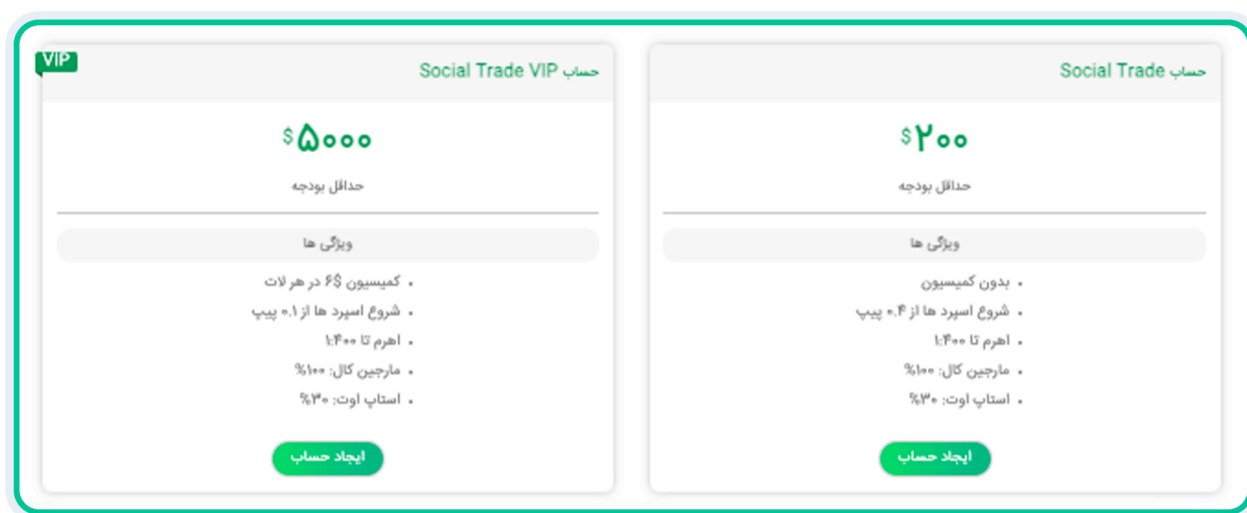 حساب Social Trade
$۲۰۰
حداقل بودجه
ویژگی ها
بدون کمیسیون
شروع اسپرد ها از ۰.۴ پیپ
اهرم تا ۱:۴۰۰
مارجین کال: ۱۰۰%
استاپ اوت: ۳۰%
ایجاد حساب
VIP
حساب Social Trade VIP
$۵۰۰۰
حداقل بودجه
ویژگی ها
کمیسیون ۶$ در هر لات
شروع اسپرد ها از ۰.۱ پیپ
اهرم تا ۱:۴۰۰
مارجین کال: ۱۰۰%
استاپ اوت: ۳۰%
ایجاد حساب